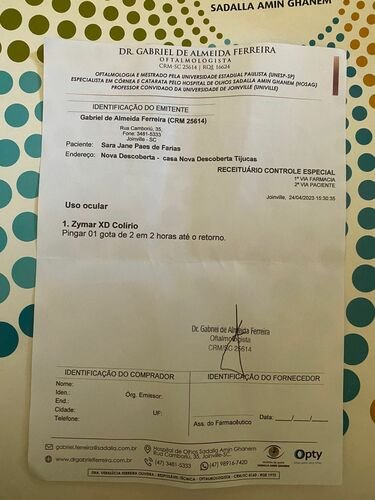 SADALLA AMIN GHANEM
DR. GABRIEL DE ALMEIDA FERREIRA
OFTALMOLOGISTA
CRM-SC 25614 | RQE 16624
OFTALMOLOGIA E MESTRADO PELA UNIVERSIDADE ESTADUAL PAULISTA (UNESP-SP)
ESPECIALISTA EM CÓRNEA E CATARATA PELO HOSPITAL DE OLHOS SADALLA AMIN GHANEM (HOSAG)
PROFESSOR CONVIDADO DA UNIVERSIDADE DE JOINVILLE (UNIVILLE)
IDENTIFICAÇÃO DO EMITENTE
Gabriel de Almeida Ferreira (CRM 25614)
Rua Camboriú, 35,
Fone: 3481-5333
Joinville - SC
Paciente: Sara Jane Paes de Farias
Endereço: Nova Descoberta - casa Nova Descoberta Tijucas
RECEITUÁRIO CONTROLE ESPECIAL
1ª VIA FARMACIA
2ª VIA PACIENTE
Joinville, 24/04/2023 15:30:35
Uso ocular
1. Zymar XD Colírio
Pingar 01 gota de 2 em 2 horas até o retorno.
Dr. Gabriel de Almeida Ferreira
Oftalmologista
CRM/SC 25614
IDENTIFICAÇÃO DO COMPRADOR
IDENTIFICAÇÃO DO FORNECEDOR
Nome:
Iden.: Órg. Emissor:
End.:
Cidade: UF:
Telefone:
Ass. do Farmacêutico Data: ___/___/___
gabriel.ferreira@sadalla.com.br
www.drgabrielferreira.com.br
Hospital de Olhos Sadalla Amin Ghanem
Rua Camboriú, 35, Joinville-SC
(47) 3481-5333 (47) 98916-7420
SADALLA AMIN GHANEM
Opty